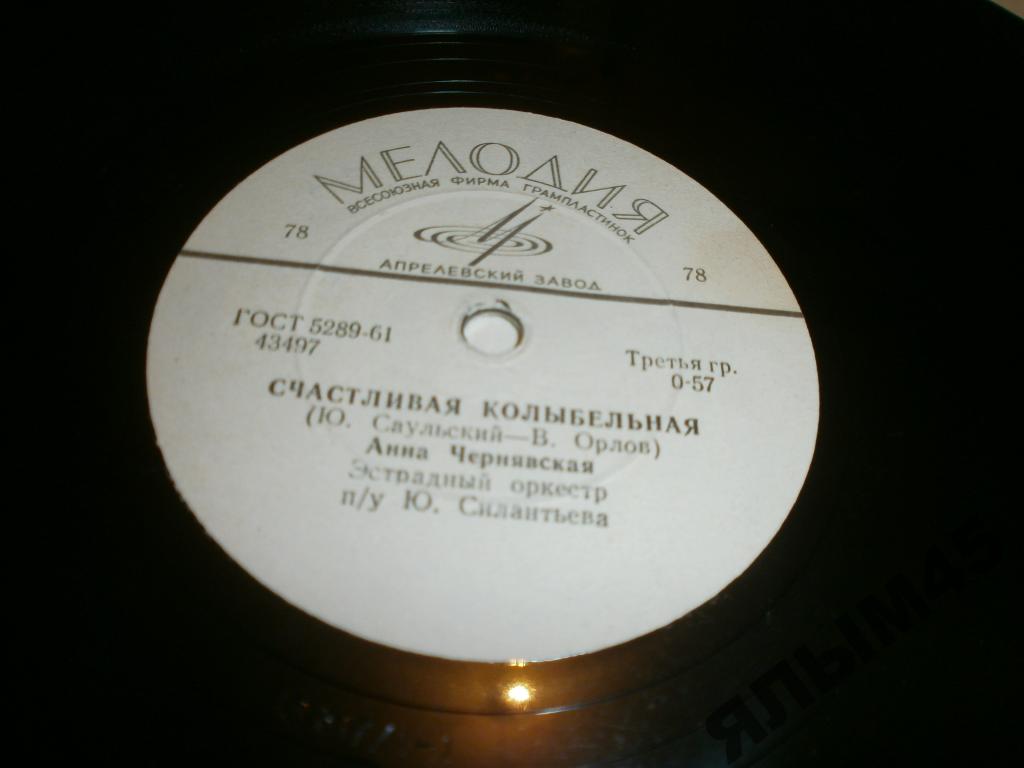 МЕЛОДИЯ
ВСЕСОЮЗНАЯ ФИРМА ГРАМПЛАСТИНОК
78
78
АПРЕЛЕВСКИЙ ЗАВОД
ГОСТ 5289-61
43497
Третья гр.
0-57
СЧАСТЛИВАЯ КОЛЫБЕЛЬНАЯ
(Ю. Саульский—В. Орлов)
Анна Чернявская
Эстрадный оркестр
п/у Ю. Силантьева
ЯЛЫМ45